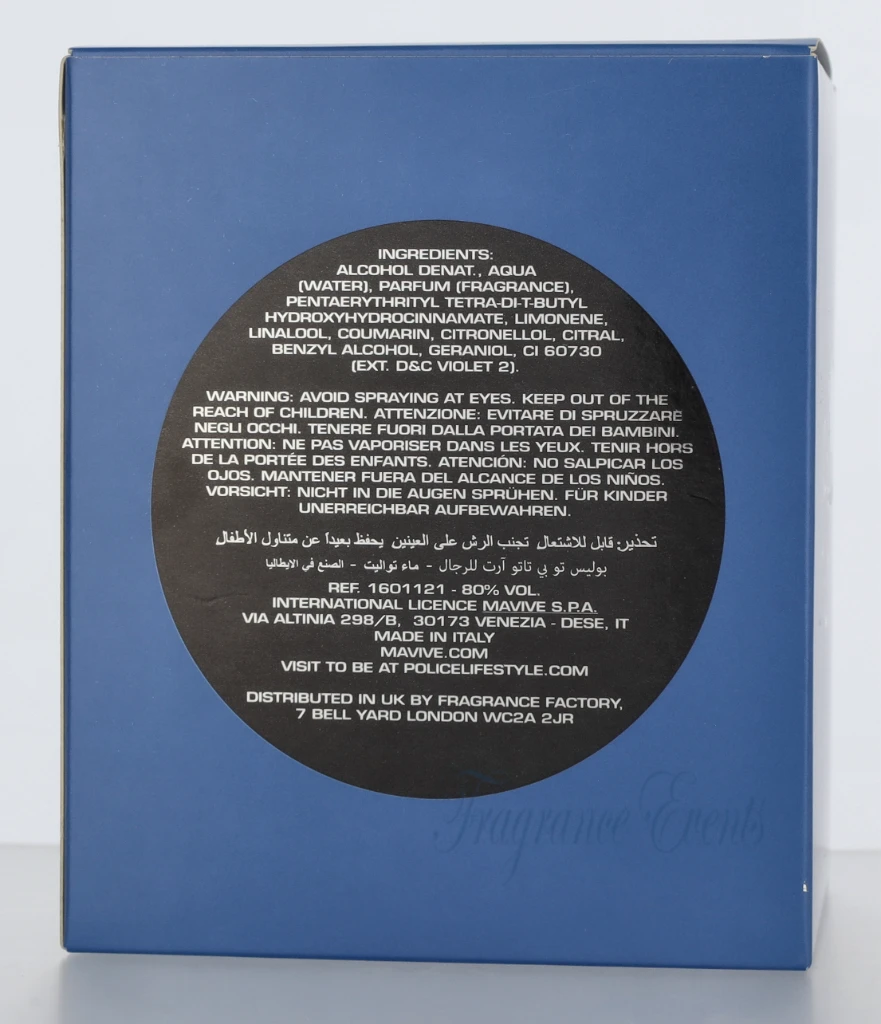 INGREDIENTS:
ALCOHOL DENAT., AQUA
(WATER), PARFUM (FRAGRANCE),
PENTAERYTHRITYL TETRA-DI-T-BUTYL
HYDROXYHYDROCINNAMATE, LIMONENE,
LINALOOL, COUMARIN, CITRONELLOL, CITRAL,
BENZYL ALCOHOL, GERANIOL, CI 60730
(EXT. D&C VIOLET 2).
WARNING: AVOID SPRAYING AT EYES. KEEP OUT OF THE
REACH OF CHILDREN. ATTENZIONE: EVITARE DI SPRUZZARE
NEGLI OCCHI. TENERE FUORI DALLA PORTATA DEI BAMBINI.
ATTENTION: NE PAS VAPORISER DANS LES YEUX. TENIR HORS
DE LA PORTÉE DES ENFANTS. ATENCIÓN: NO SALPICAR LOS
OJOS. MANTENER FUERA DEL ALCANCE DE LOS NIÑOS.
VORSICHT: NICHT IN DIE AUGEN SPRÜHEN. FÜR KINDER
UNERREICHBAR AUFBEWAHREN.
تحذير: قابل للاشتعال. تجنب الرش على العينين. يحفظ بعيداً عن متناول الأطفال.
بوليس تو بي تاتو آرت للرجال - ماء تواليت - الصنع في الايطاليا
REF. 1601121 - 80% VOL.
INTERNATIONAL LICENCE MAVIVE S.P.A.
VIA ALTINIA 298/B, 30173 VENEZIA - DESE, IT
MADE IN ITALY
MAVIVE.COM
VISIT TO BE AT POLICELIFESTYLE.COM
DISTRIBUTED IN UK BY FRAGRANCE FACTORY,
7 BELL YARD LONDON WC2A 2JR
Fragrance Events